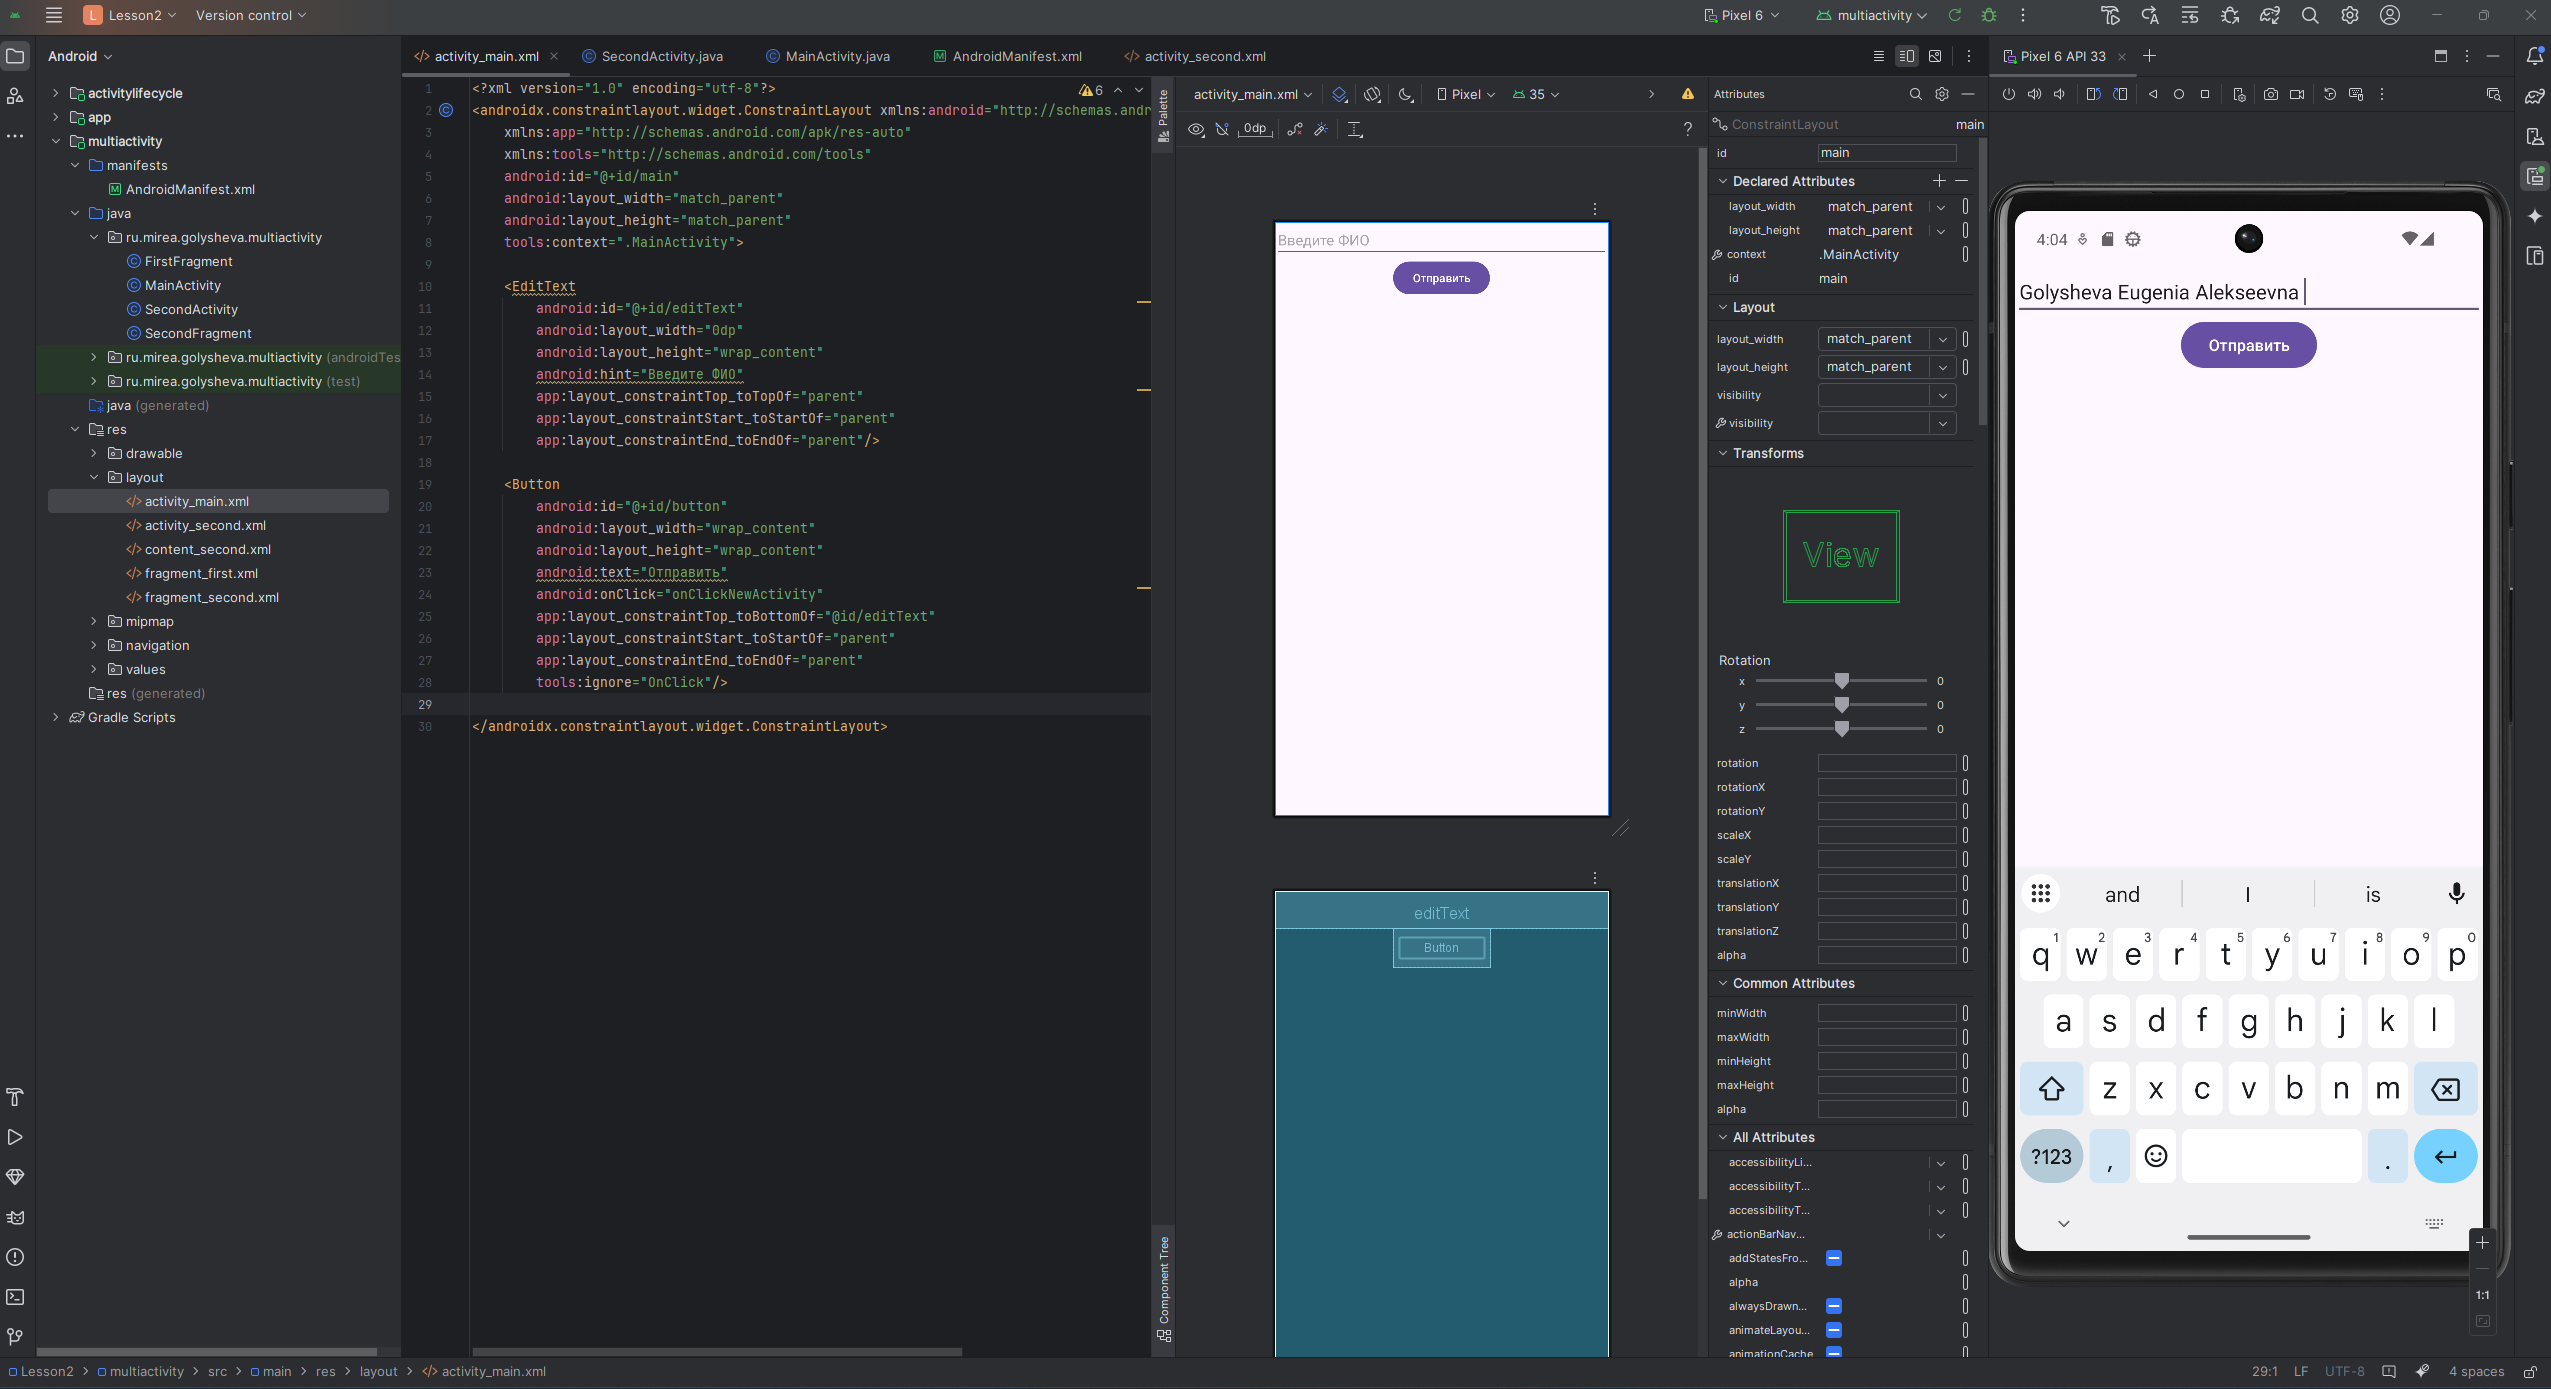 L Lesson2 Version control Pixel 6 multiactivity
Android
activity_main.xml SecondActivity.java MainActivity.java AndroidManifest.xml activity_second.xml
Pixel 6 API 33
activitylifecycle
app
multiactivity
manifests
AndroidManifest.xml
java
ru.mirea.golysheva.multiactivity
FirstFragment
MainActivity
SecondActivity
SecondFragment
ru.mirea.golysheva.multiactivity (androidTes
ru.mirea.golysheva.multiactivity (test)
java (generated)
res
drawable
layout
activity_main.xml
activity_second.xml
content_second.xml
fragment_first.xml
fragment_second.xml
mipmap
navigation
values
res (generated)
Gradle Scripts
6
1 <?xml version="1.0" encoding="utf-8"?>
2 <androidx.constraintlayout.widget.ConstraintLayout xmlns:android="http://schemas.andr
3 xmlns:app="http://schemas.android.com/apk/res-auto"
4 xmlns:tools="http://schemas.android.com/tools"
5 android:id="@+id/main"
6 android:layout_width="match_parent"
7 android:layout_height="match_parent"
8 tools:context=".MainActivity">
9
10 <EditText
11 android:id="@+id/editText"
12 android:layout_width="0dp"
13 android:layout_height="wrap_content"
14 android:hint="Введите ФИО"
15 app:layout_constraintTop_toTopOf="parent"
16 app:layout_constraintStart_toStartOf="parent"
17 app:layout_constraintEnd_toEndOf="parent"/>
18
19 <Button
20 android:id="@+id/button"
21 android:layout_width="wrap_content"
22 android:layout_height="wrap_content"
23 android:text="Отправить"
24 android:onClick="onClickNewActivity"
25 app:layout_constraintTop_toBottomOf="@id/editText"
26 app:layout_constraintStart_toStartOf="parent"
27 app:layout_constraintEnd_toEndOf="parent"
28 tools:ignore="OnClick"/>
29
30 </androidx.constraintlayout.widget.ConstraintLayout>
Palette
Component Tree
activity_main.xml Pixel 35
0dp ?
Введите ФИО
Отправить
editText
Button
Attributes
ConstraintLayout main
id main
Declared Attributes
layout_width match_parent
layout_height match_parent
context .MainActivity
id main
Layout
layout_width match_parent
layout_height match_parent
visibility
visibility
Transforms
View
Rotation
x 0
y 0
z 0
rotation
rotationX
rotationY
scaleX
scaleY
translationX
translationY
translationZ
alpha
Common Attributes
minWidth
maxWidth
minHeight
maxHeight
alpha
All Attributes
accessibilityLi...
accessibilityT...
accessibilityT...
actionBarNav...
addStatesFro...
alpha
alwaysDrawn...
animateLayou...
animationCache
4:04
Golysheva Eugenia Alekseevna
Отправить
and I is
q1 w2 e3 r4 t5 y6 u7 i8 o9 p0
a s d f g h j k l
z x c v b n m
?123 , .
1:1
Lesson2 > multiactivity > src > main > res > layout > activity_main.xml
29:1 LF UTF-8 4 spaces